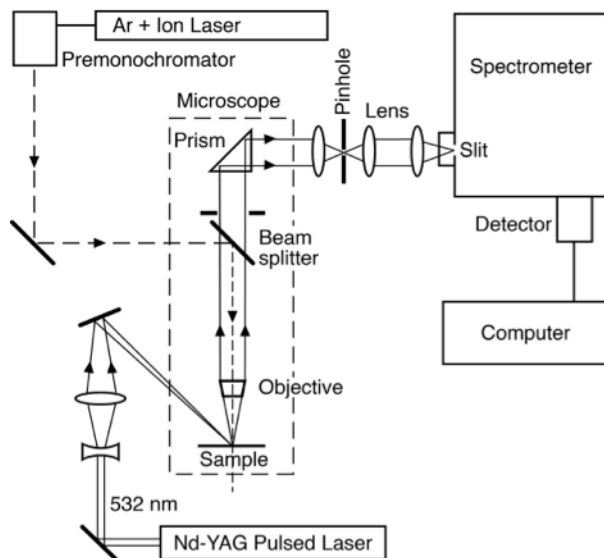 Ar + Ion Laser
Premonochromator
Microscope
Prism
Pinhole
Lens
Spectrometer
Slit
Detector
Beam
splitter
Computer
Objective
Sample
532 nm
Nd-YAG Pulsed Laser